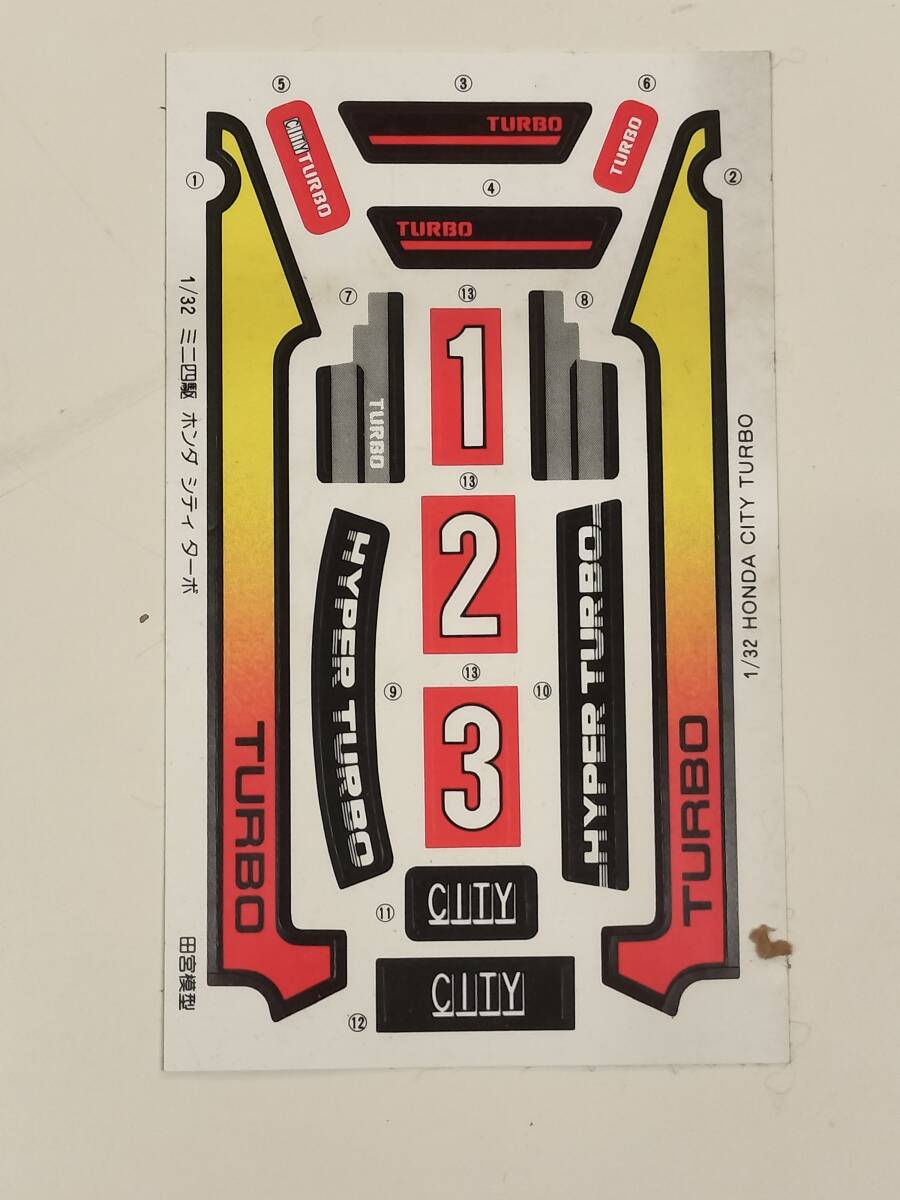 ⑤
③
⑥
CITY TURBO
TURBO
TURBO
①
④
②
TURBO
⑦
⑬
⑧
1
TURBO
1/32 ミニ四駆 ホンダ シティ ターボ
1/32 HONDA CITY TURBO
⑬
2
HYPER TURBO
HYPER TURBO
⑨
⑬
⑩
3
TURBO
TURBO
⑪
CITY
田宮模型
⑫
CITY